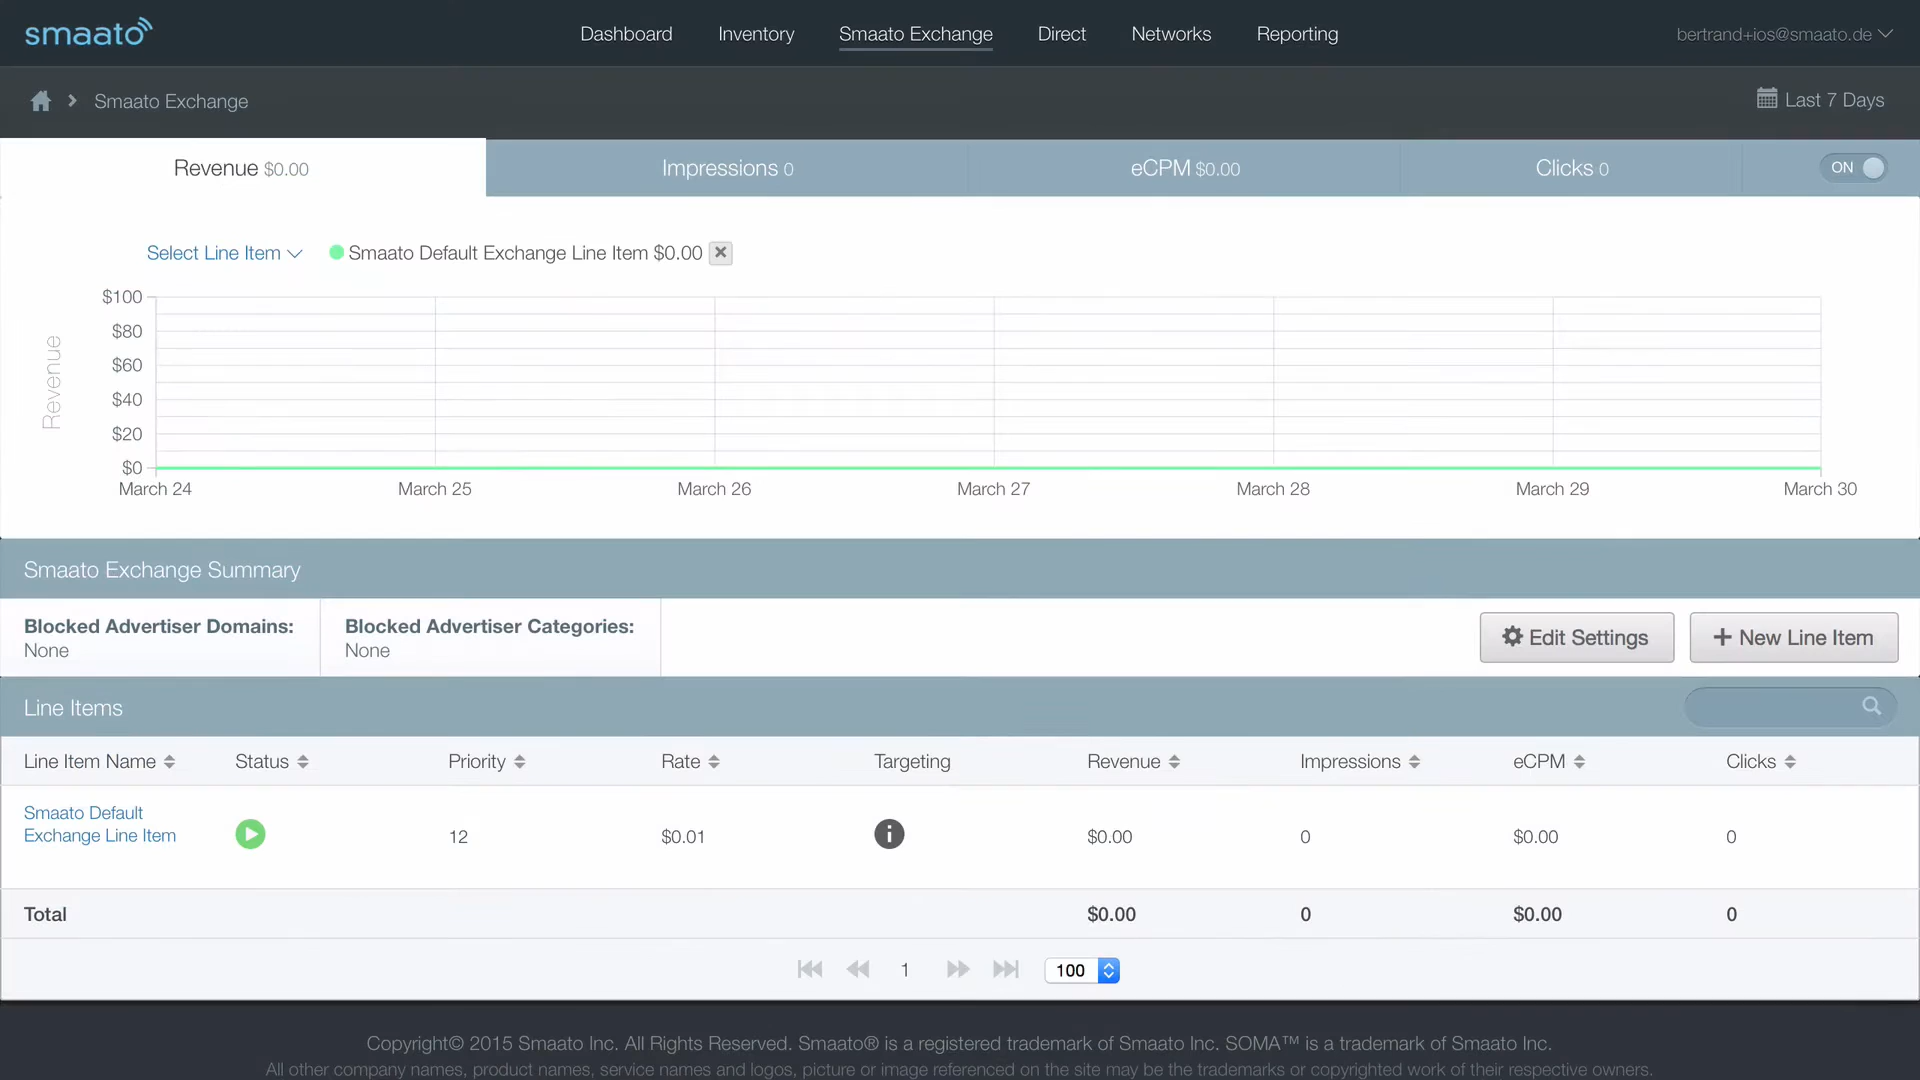 smaato
Dashboard Inventory Smaato Exchange Direct Networks Reporting bertrand+ios@smaato.de
Smaato Exchange Last 7 Days
Revenue $0.00 Impressions 0 eCPM $0.00 Clicks 0 ON
Select Line Item Smaato Default Exchange Line Item $0.00
Revenue
$100
$80
$60
$40
$20
$0
March 24 March 25 March 26 March 27 March 28 March 29 March 30
Smaato Exchange Summary
Blocked Advertiser Domains: Blocked Advertiser Categories:
None None
Edit Settings + New Line Item
Line Items
Line Item Name Status Priority Rate Targeting Revenue Impressions eCPM Clicks
Smaato Default
Exchange Line Item 12 $0.01 i $0.00 0 $0.00 0
Total $0.00 0 $0.00 0
1 100
Copyright© 2015 Smaato Inc. All Rights Reserved. Smaato® is a registered trademark of Smaato Inc. SOMA™ is a trademark of Smaato Inc.
All other company names, product names, service names and logos, picture or image referenced on the site may be the trademarks or copyrighted work of their respective owners.